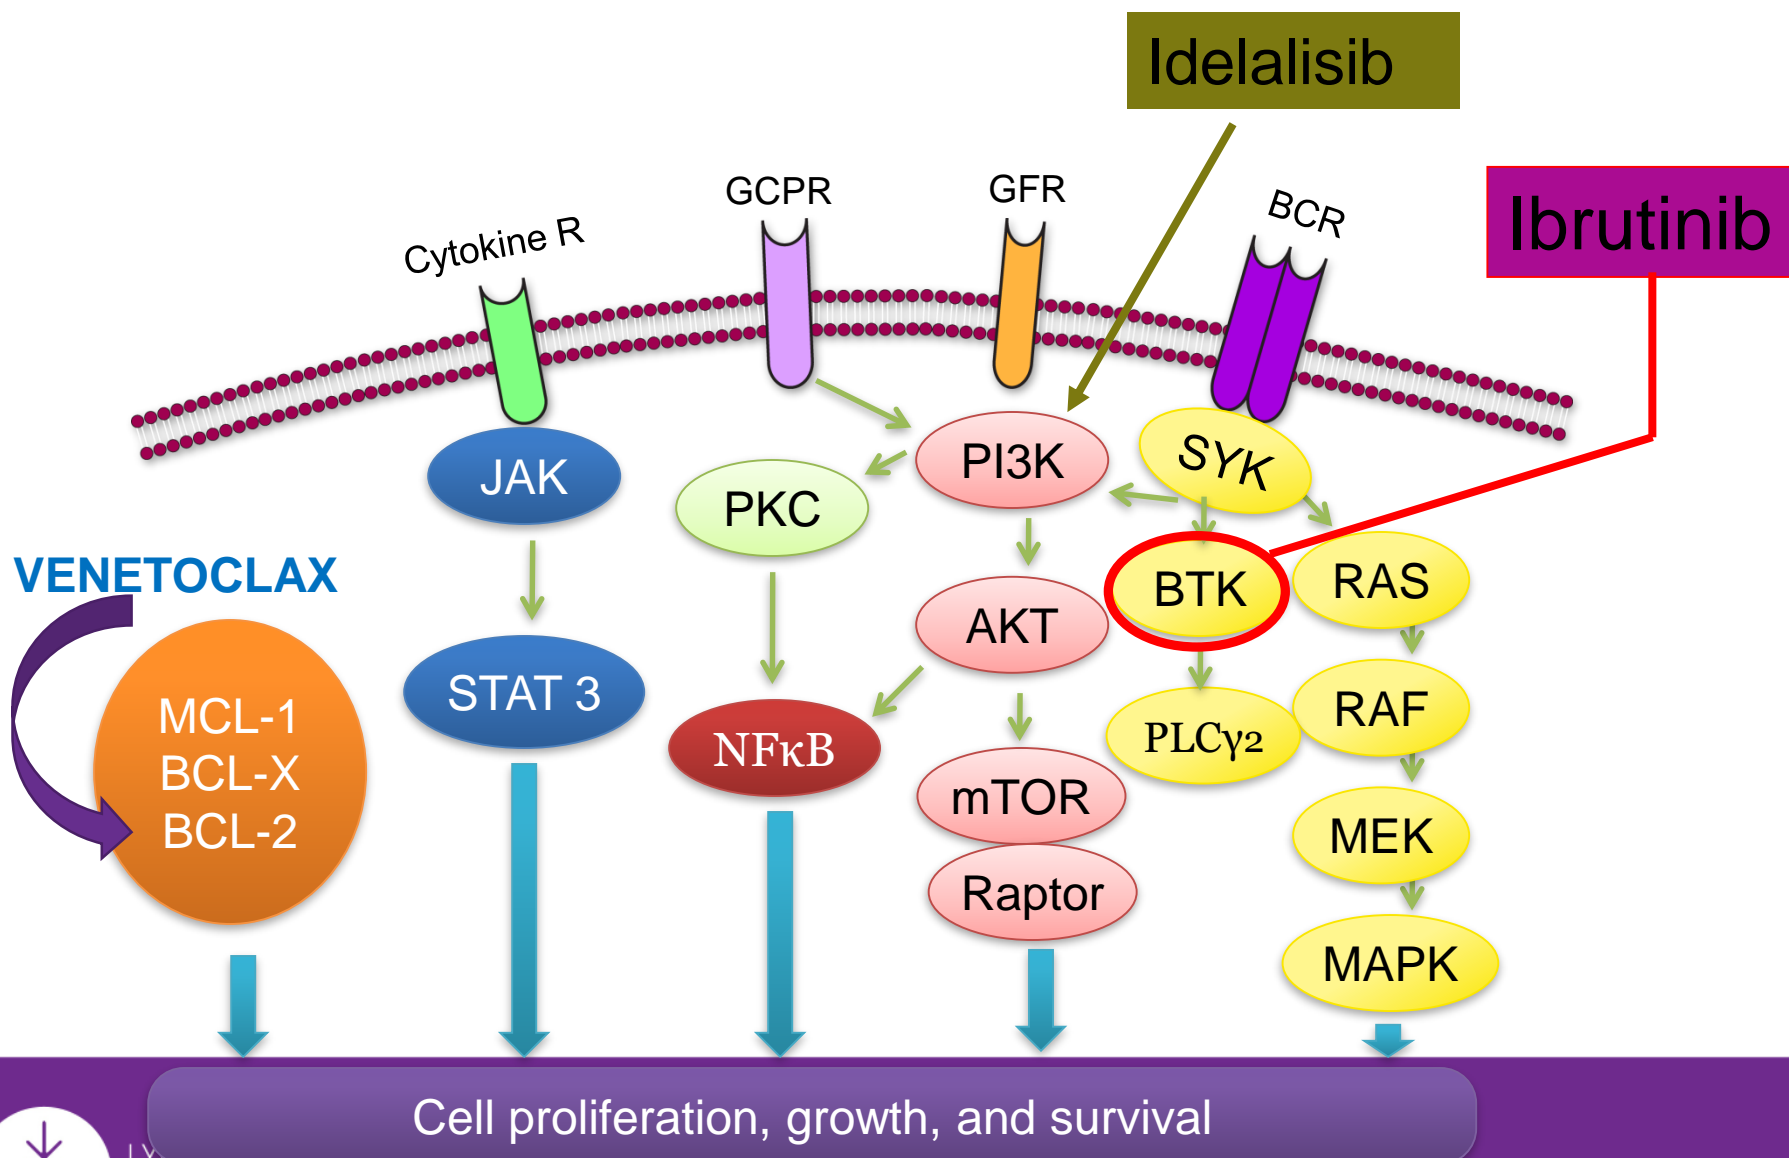 Idelalisib
Ibrutinib
GCPR
GFR
BCR
Cytokine R
JAK
PKC
PI3K
SYK
VENETOCLAX
BTK
RAS
AKT
STAT 3
MCL-1
BCL-X
BCL-2
NFκB
PLCγ2
RAF
mTOR
MEK
Raptor
MAPK
Cell proliferation, growth, and survival